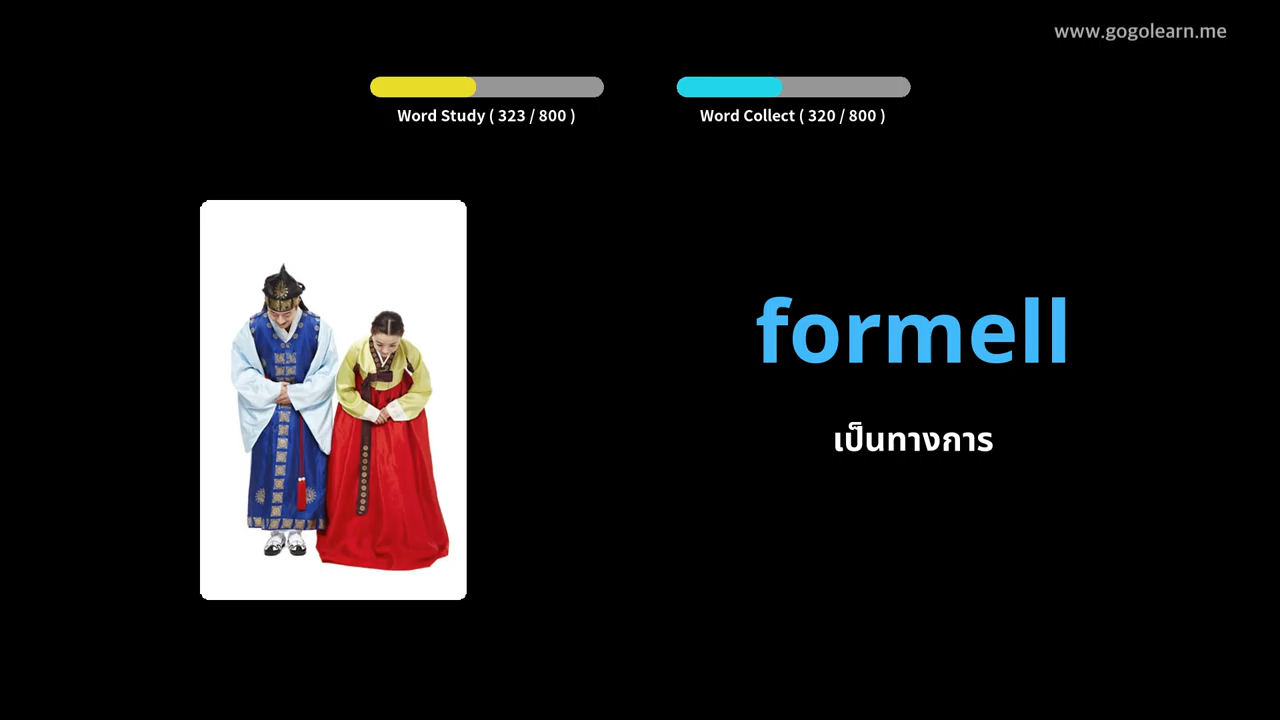 www.gogolearn.me
Word Study ( 323 / 800 )
Word Collect ( 320 / 800 )
formell
เป็นทางการ